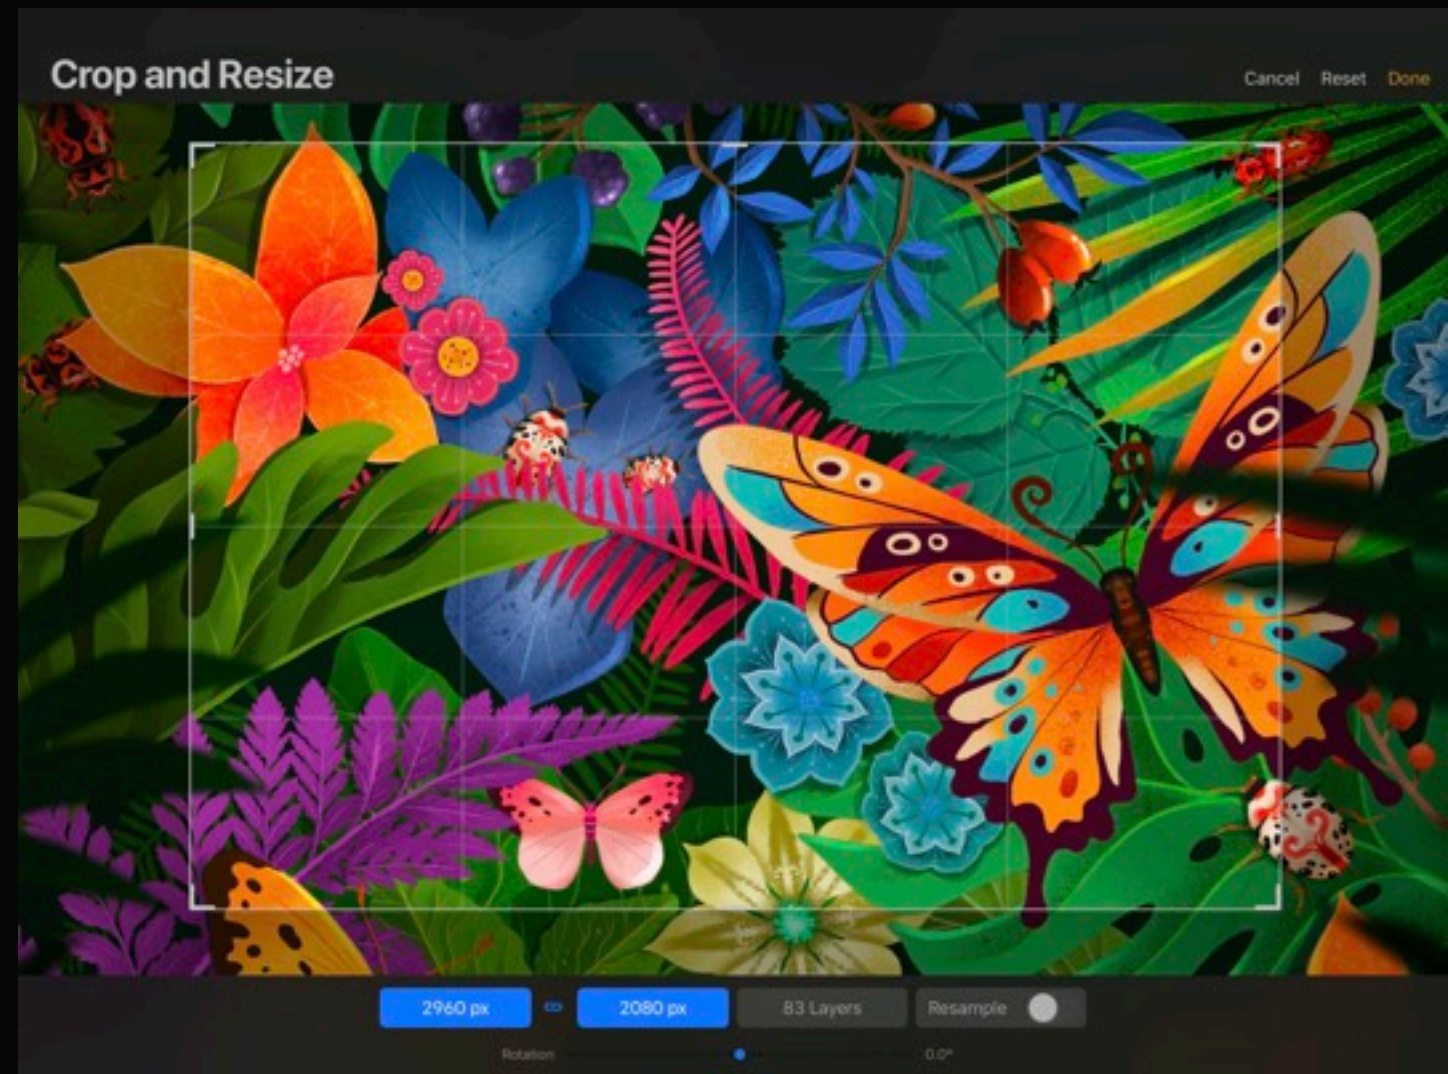 Crop and Resize
Cancel Reset Done
2960 px 2080 px 83 Layers Resample
Rotation 0.0°